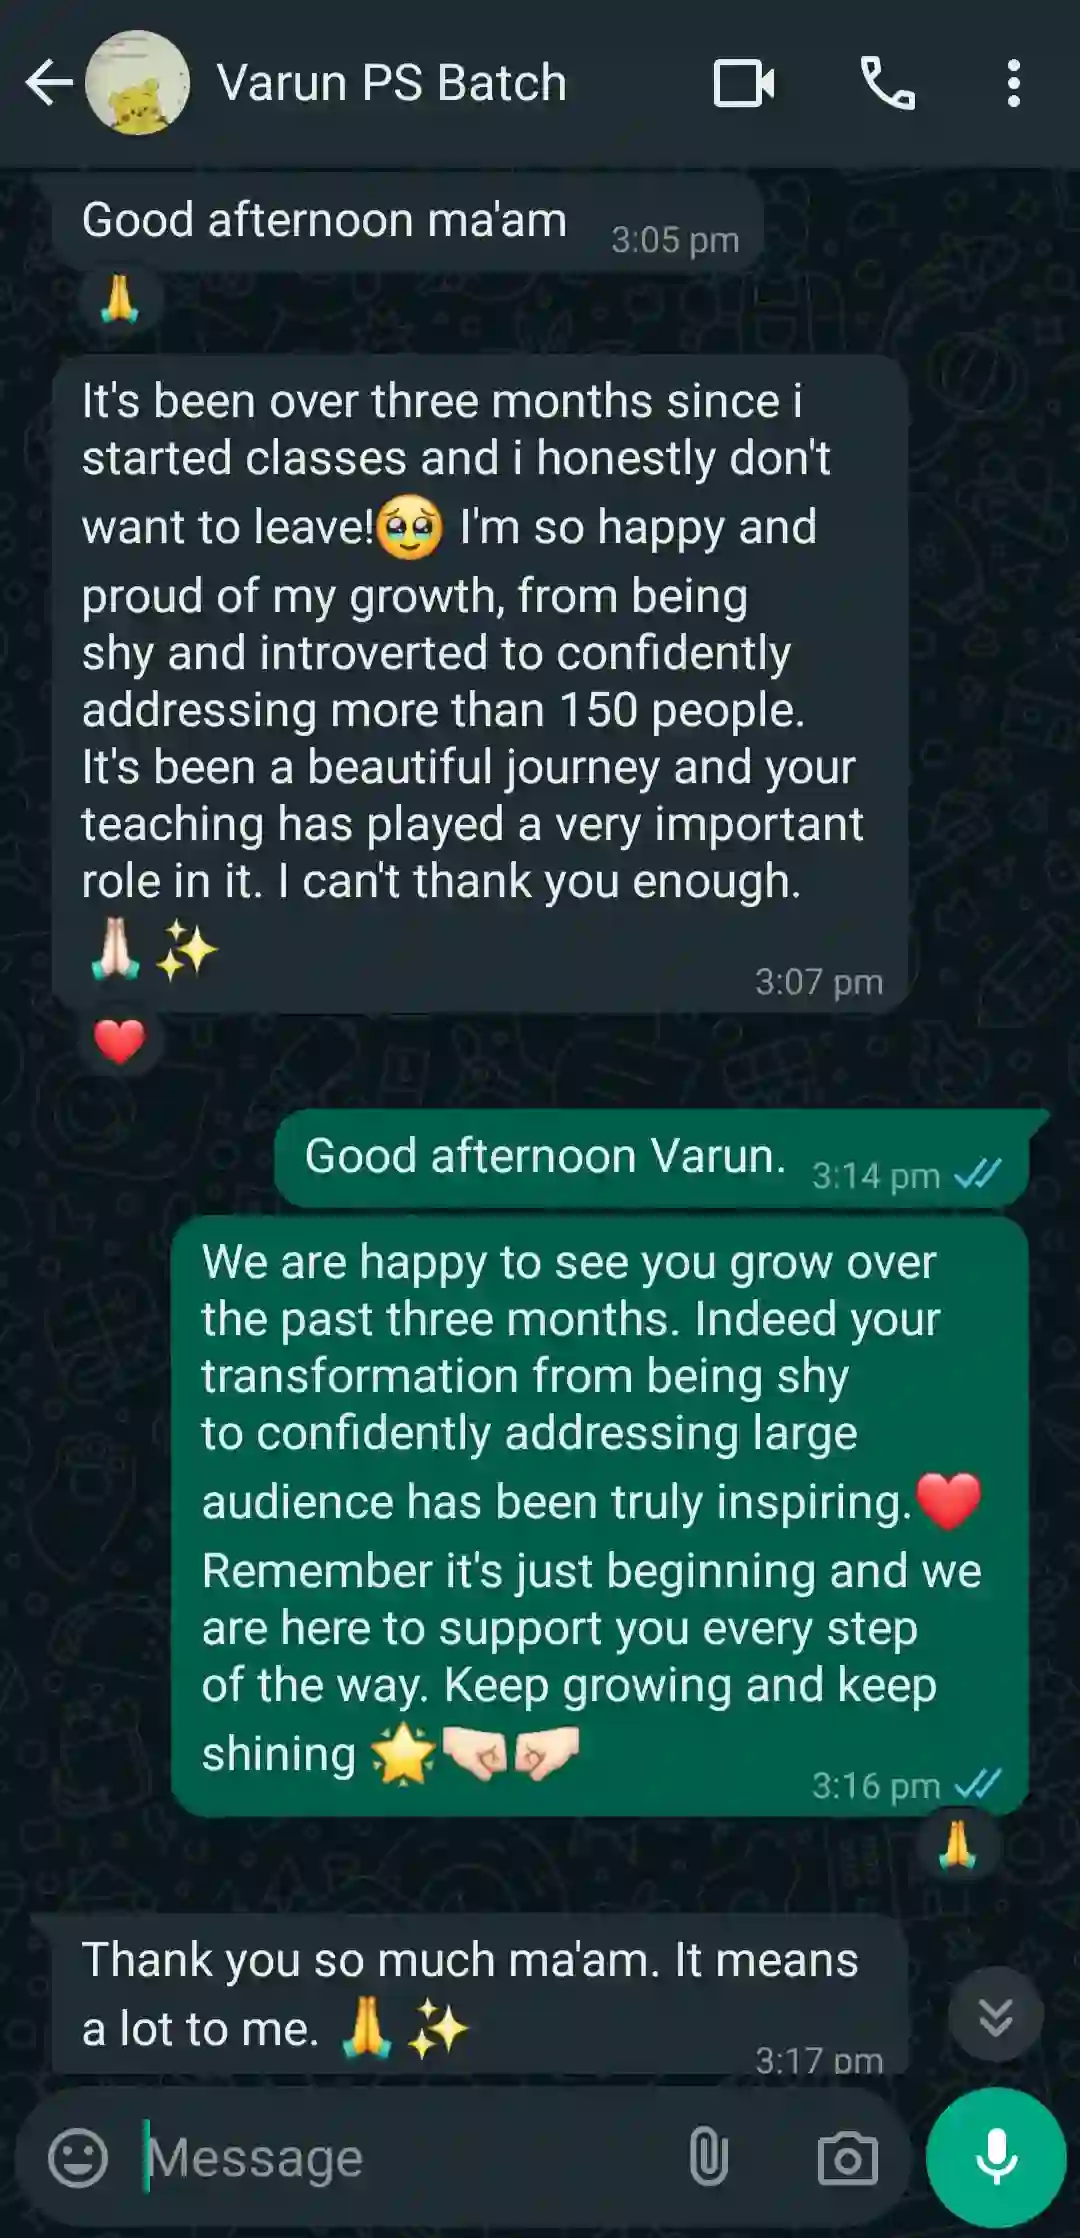 Varun PS Batch
Good afternoon ma'am 3:05 pm
🙏
It's been over three months since i
started classes and i honestly don't
want to leave!🥹 I'm so happy and
proud of my growth, from being
shy and introverted to confidently
addressing more than 150 people.
It's been a beautiful journey and your
teaching has played a very important
role in it. I can't thank you enough.
🙏🏻✨
3:07 pm
❤️
Good afternoon Varun. 3:14 pm
We are happy to see you grow over
the past three months. Indeed your
transformation from being shy
to confidently addressing large
audience has been truly inspiring.❤️
Remember it's just beginning and we
are here to support you every step
of the way. Keep growing and keep
shining 🌟🤜🏻🤛🏻
3:16 pm
🙏
Thank you so much ma'am. It means
a lot to me. 🙏✨
3:17 pm
Message